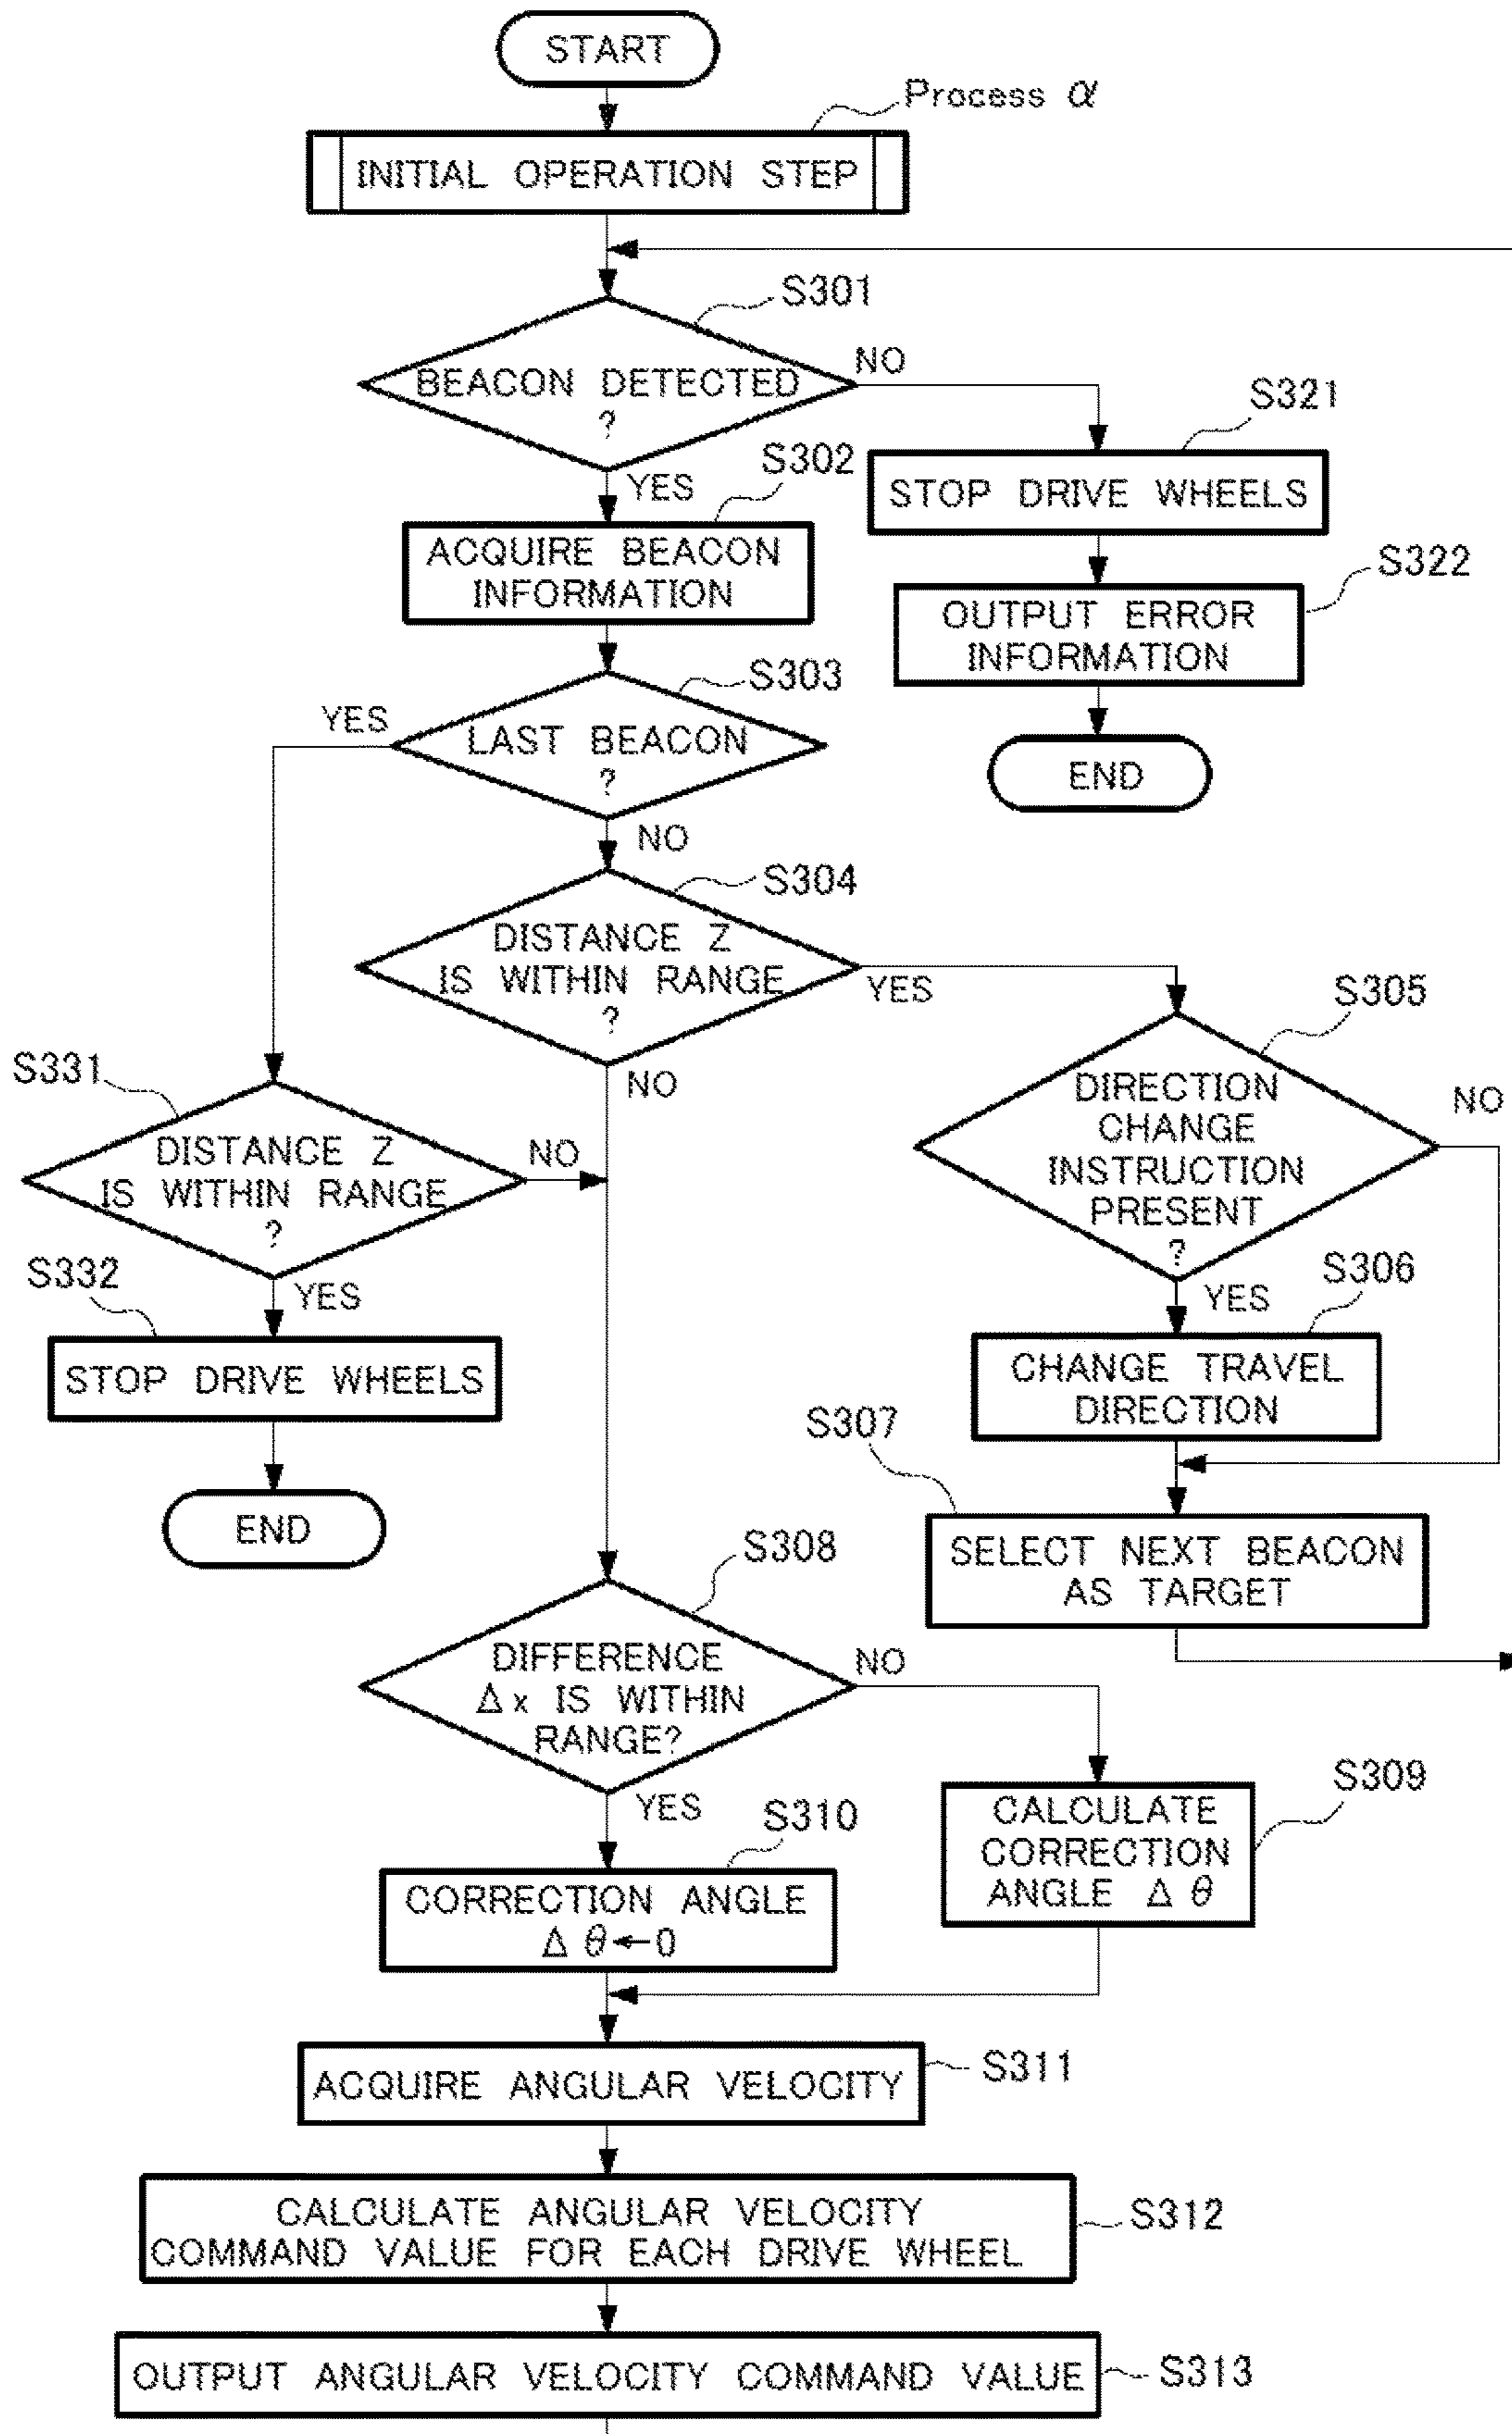 START
Process α
INITIAL OPERATION STEP
S301
BEACON DETECTED
?
NO
YES
S321
STOP DRIVE WHEELS
S302
ACQUIRE BEACON
INFORMATION
S322
OUTPUT ERROR
INFORMATION
END
S303
YES
LAST BEACON
?
NO
S304
DISTANCE Z
IS WITHIN RANGE
?
YES
NO
S305
DIRECTION
CHANGE
INSTRUCTION
PRESENT
?
NO
YES
S331
DISTANCE Z
IS WITHIN RANGE
?
NO
YES
S332
STOP DRIVE WHEELS
END
S306
CHANGE TRAVEL
DIRECTION
S307
SELECT NEXT BEACON
AS TARGET
S308
DIFFERENCE
Δx IS WITHIN
RANGE?
NO
YES
S309
CALCULATE
CORRECTION
ANGLE Δθ
S310
CORRECTION ANGLE
Δθ←0
S311
ACQUIRE ANGULAR VELOCITY
S312
CALCULATE ANGULAR VELOCITY
COMMAND VALUE FOR EACH DRIVE WHEEL
S313
OUTPUT ANGULAR VELOCITY COMMAND VALUE